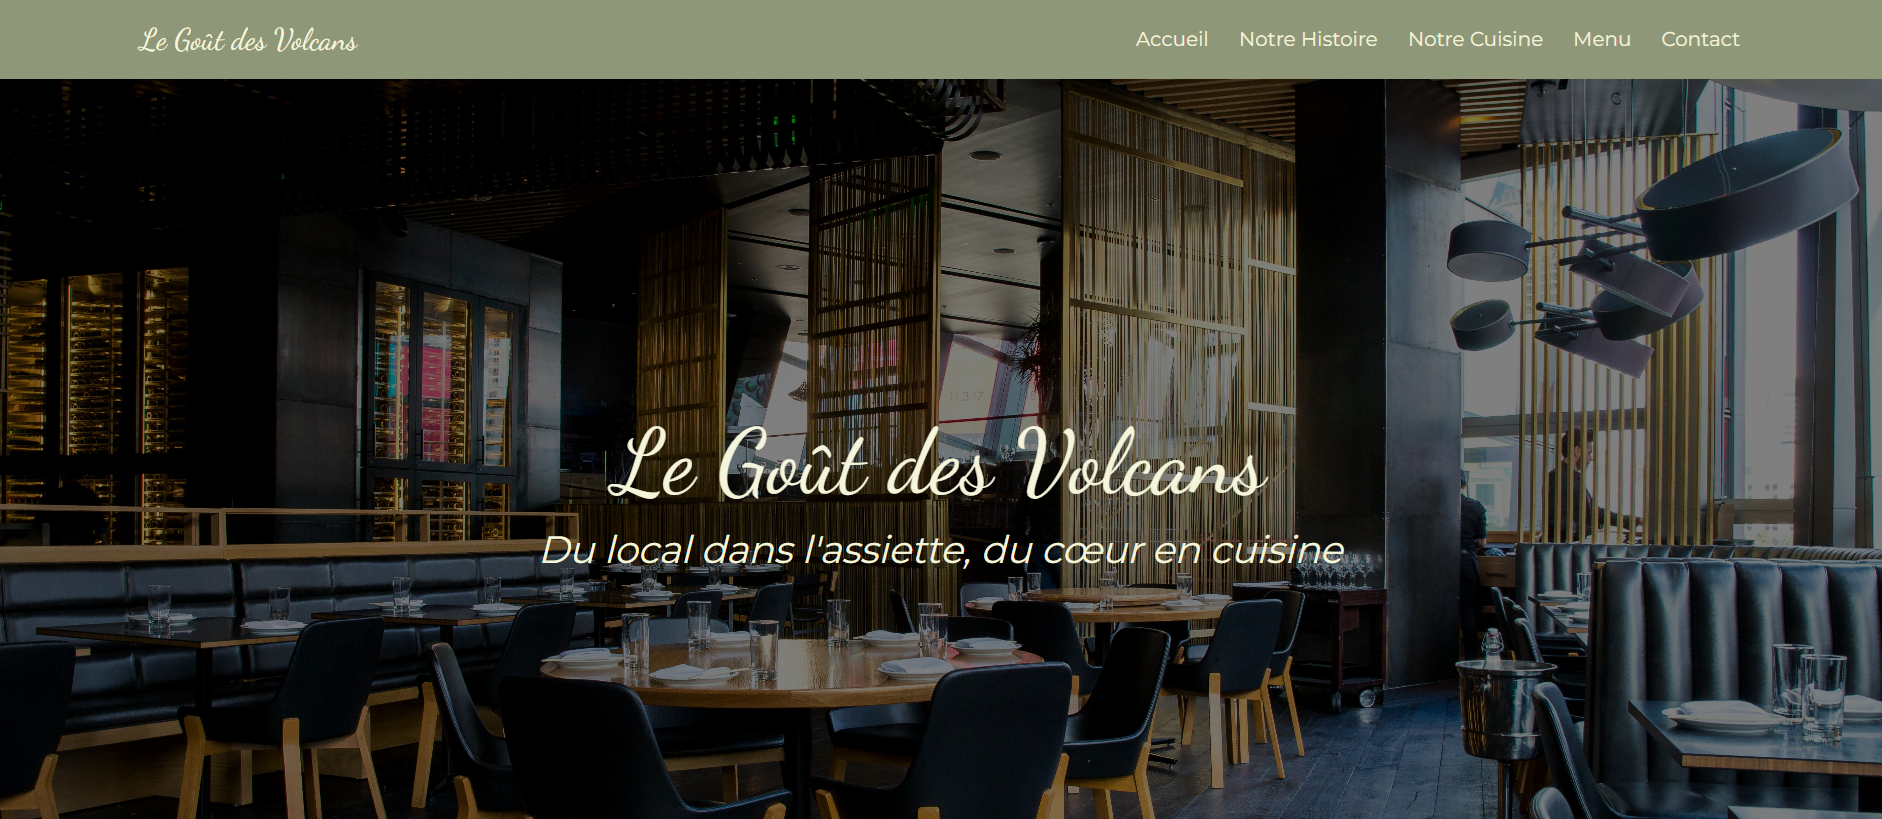 Le Goût des Volcans
Accueil Notre Histoire Notre Cuisine Menu Contact
Le Goût des Volcans
Du local dans l'assiette, du cœur en cuisine